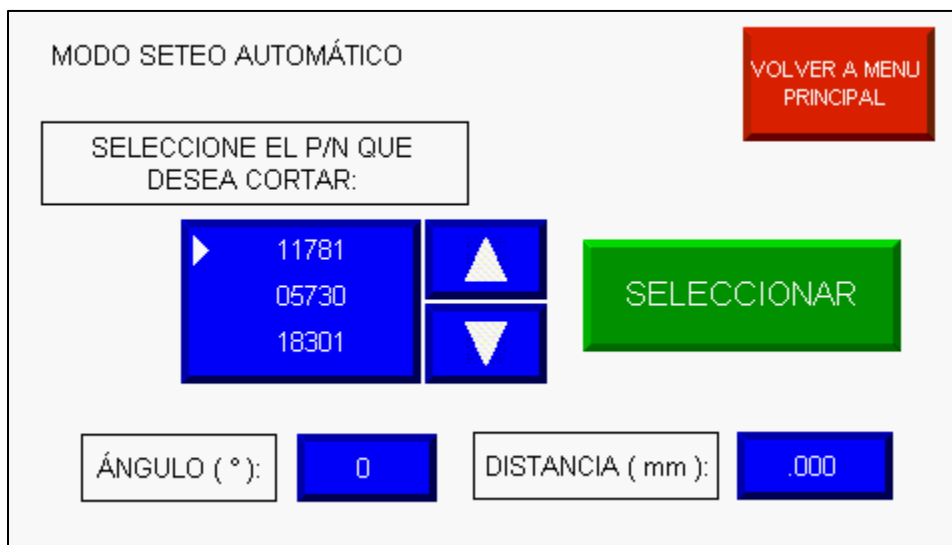 MODO SETEO AUTOMÁTICO
VOLVER A MENU
PRINCIPAL
SELECCIONE EL P/N QUE
DESEA CORTAR:
11781
05730
18301
SELECCIONAR
ÁNGULO ( ° ):
0
DISTANCIA ( mm ):
.000